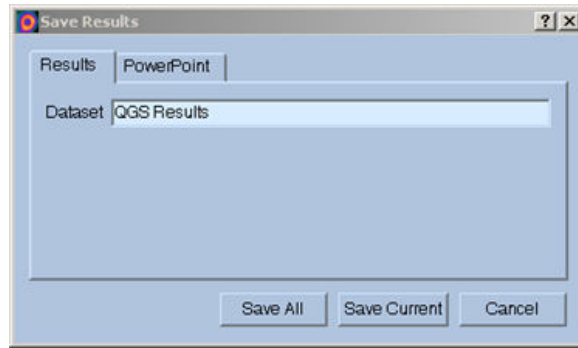 Save Results
Results PowerPoint
Dataset QGS Results
Save All Save Current Cancel